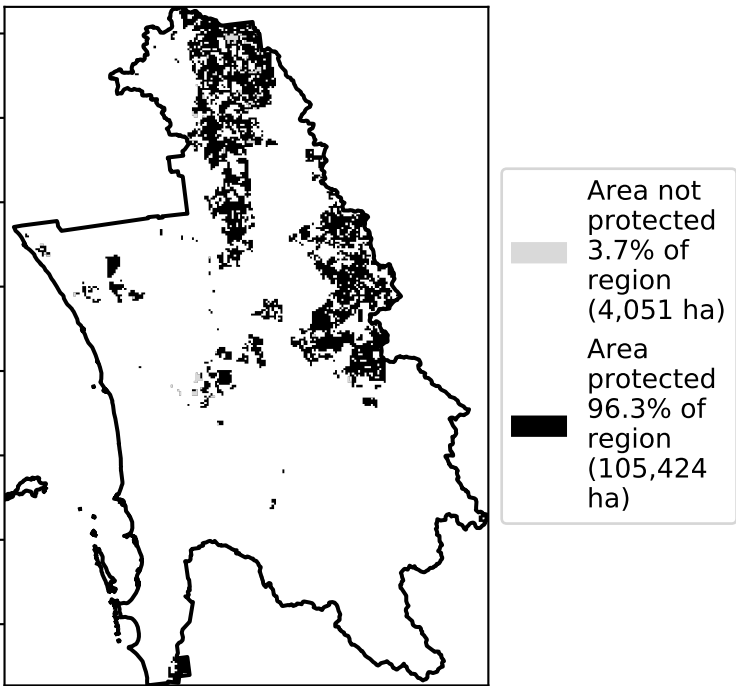 Area not
protected
3.7% of
region
(4,051 ha)
Area
protected
96.3% of
region
(105,424
ha)